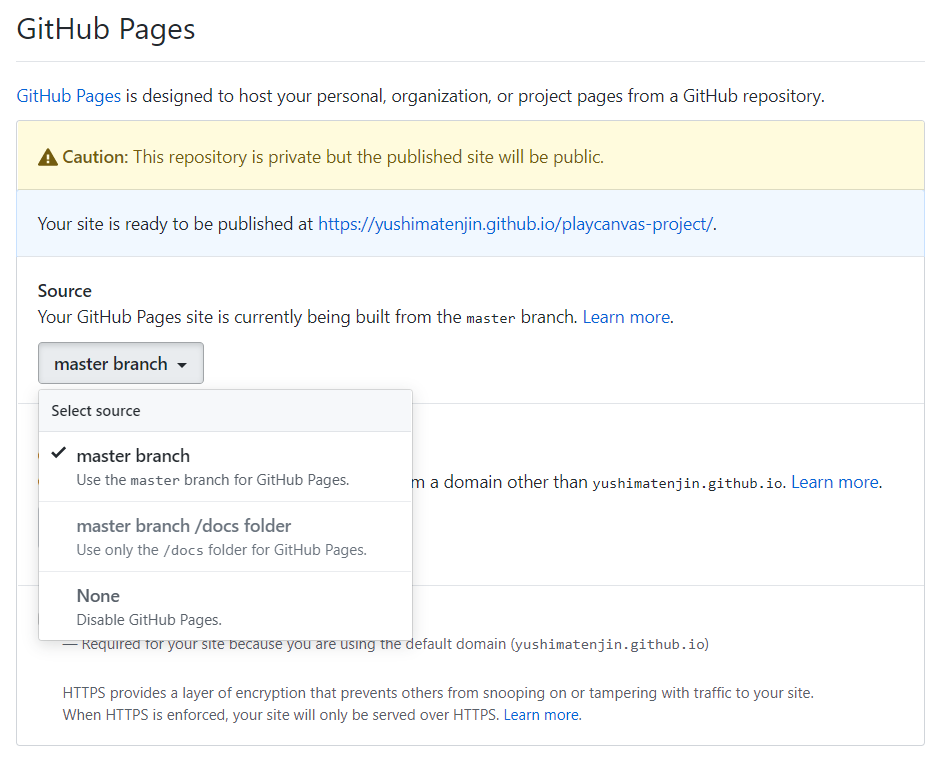 GitHub Pages
GitHub Pages is designed to host your personal, organization, or project pages from a GitHub repository.
Caution: This repository is private but the published site will be public.
Your site is ready to be published at https://yushimatenjin.github.io/playcanvas-project/.
Source
Your GitHub Pages site is currently being built from the master branch. Learn more.
master branch
Select source
master branch
Use the master branch for GitHub Pages.
m a domain other than yushimatenjin.github.io. Learn more.
master branch /docs folder
Use only the /docs folder for GitHub Pages.
None
Disable GitHub Pages.
— Required for your site because you are using the default domain (yushimatenjin.github.io)
HTTPS provides a layer of encryption that prevents others from snooping on or tampering with traffic to your site.
When HTTPS is enforced, your site will only be served over HTTPS. Learn more.